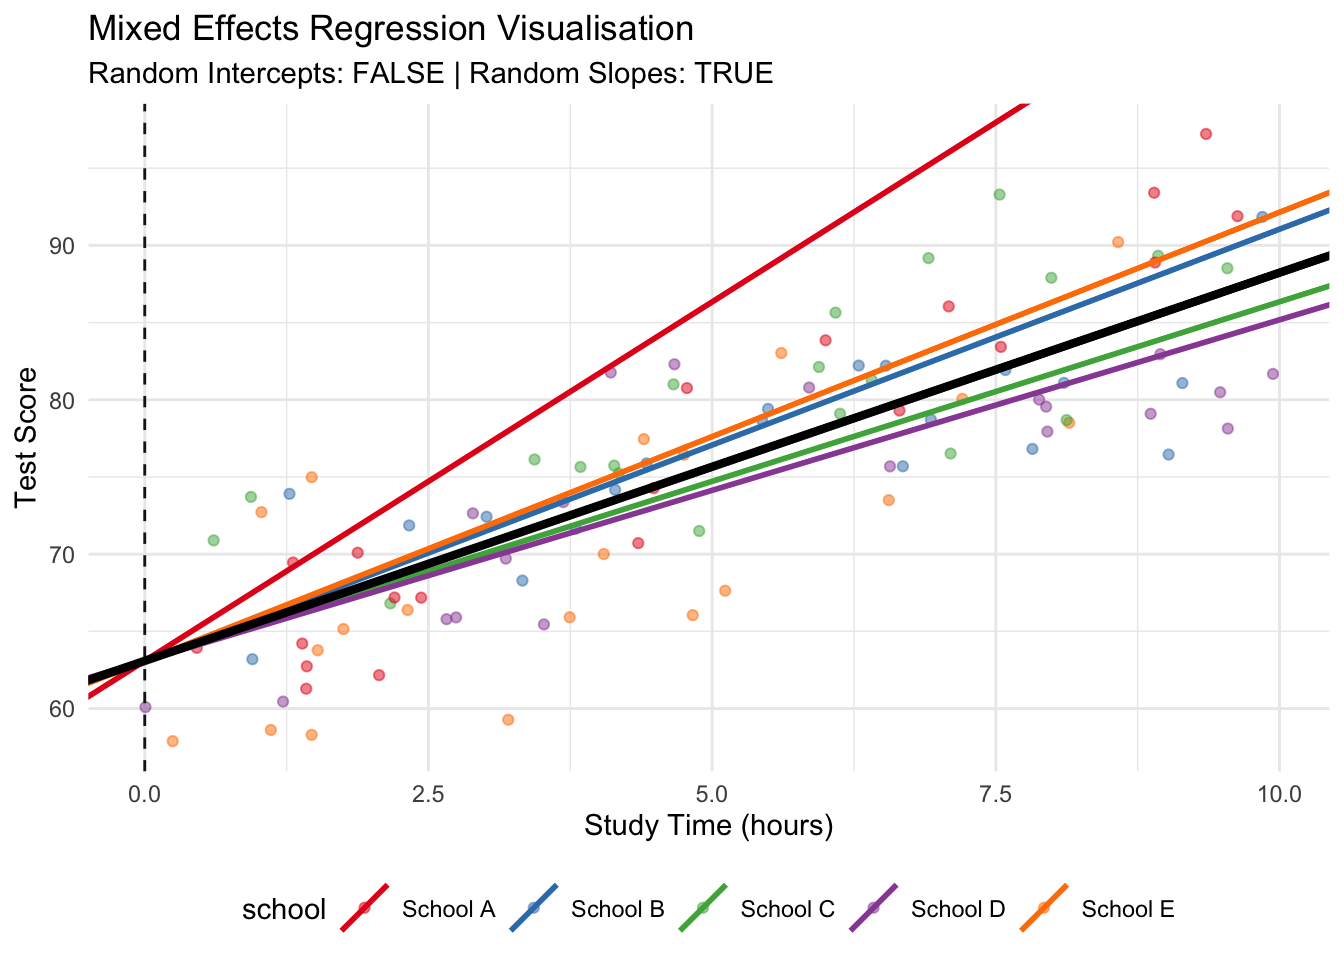 Mixed Effects Regression Visualisation
Random Intercepts: FALSE | Random Slopes: TRUE
Test Score
90
80
70
60
0.0 2.5 5.0 7.5 10.0
Study Time (hours)
school School A School B School C School D School E